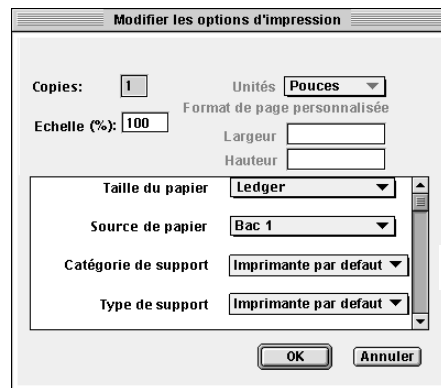 Modifier les options d'impression
Copies: 1
Unités Pouces
Format de page personnalisée
Echelle (%): 100
Largeur
Hauteur
Taille du papier Ledger
Source de papier Bac 1
Catégorie de support Imprimante par defaut
Type de support Imprimante par defaut
OK Annuler